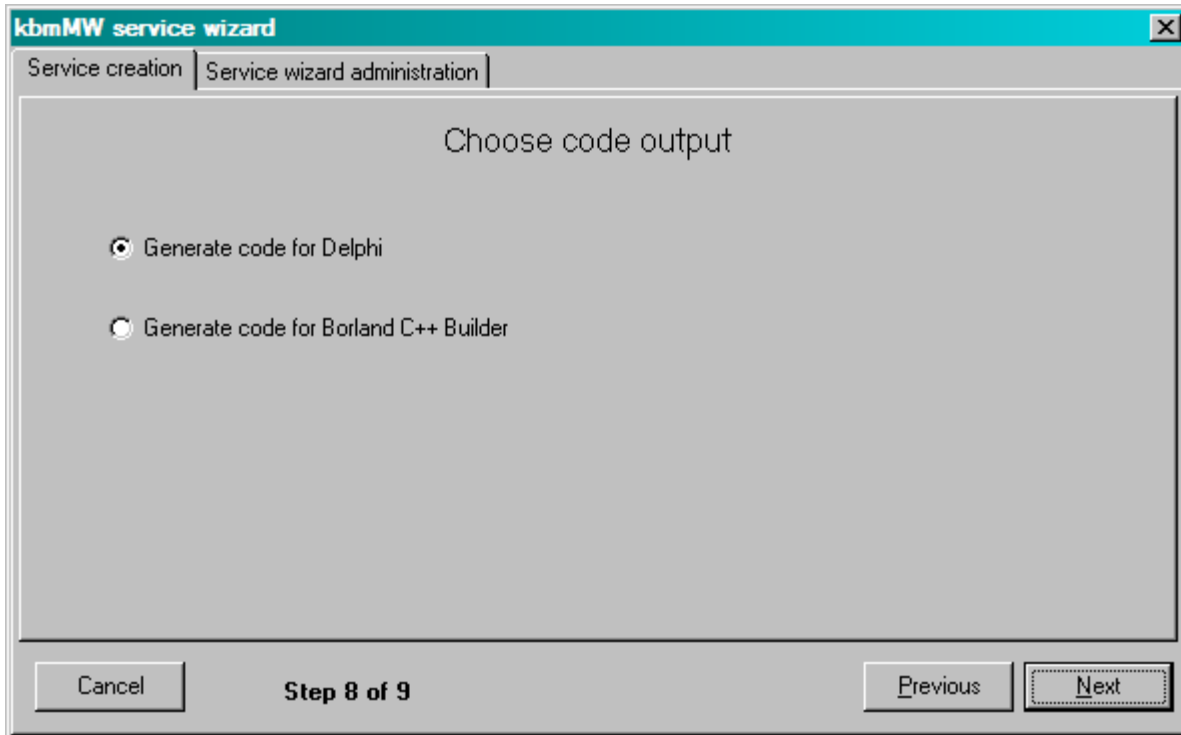 kbmMW service wizard
Service creation Service wizard administration
Choose code output
Generate code for Delphi
Generate code for Borland C++ Builder
Cancel Step 8 of 9 Previous Next